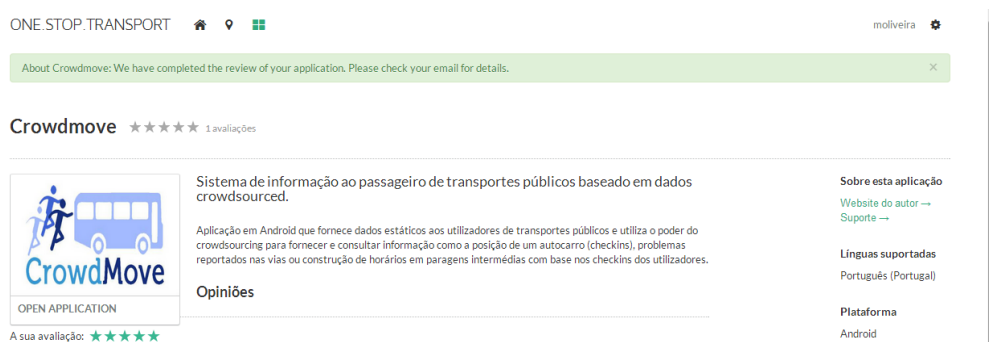 ONE.STOP.TRANSPORT
moliveira
About Crowdmove: We have completed the review of your application. Please check your email for details.
×
Crowdmove
1 avaliações
CrowdMove
OPEN APPLICATION
A sua avaliação:
Sistema de informação ao passageiro de transportes públicos baseado em dados
crowdsourced.
Aplicação em Android que fornece dados estáticos aos utilizadores de transportes públicos e utiliza o poder do
crowdsourcing para fornecer e consultar informação como a posição de um autocarro (checkins), problemas
reportados nas vias ou construção de horários em paragens intermédias com base nos checkins dos utilizadores.
Opiniões
Sobre esta aplicação
Website do autor →
Suporte →
Línguas suportadas
Português (Portugal)
Plataforma
Android